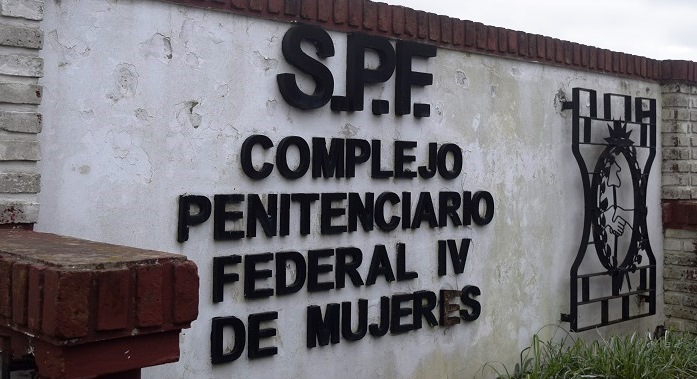 S.P.F.
COMPLEJO
PENITENCIARIO
FEDERAL IV
DE MUJERES